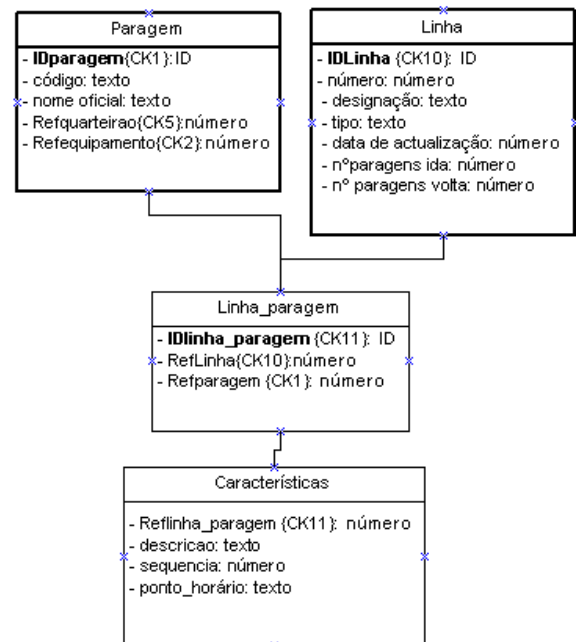 Paragem
- IDparagem{CK1}:ID
- código: texto
- nome oficial: texto
- Refquarteirao{CK5}:número
- Refequipamento{CK2}:número
Linha
- IDLinha {CK10}: ID
- número: número
- designação: texto
- tipo: texto
- data de actualização: número
- nºparagens ida: número
- nº paragens volta: número
Linha_paragem
- IDlinha_paragem {CK11}: ID
- RefLinha{CK10}:número
- Refparagem {CK1}: número
Características
- Reflinha_paragem {CK11}: número
- descricao: texto
- sequencia: número
- ponto_horário: texto